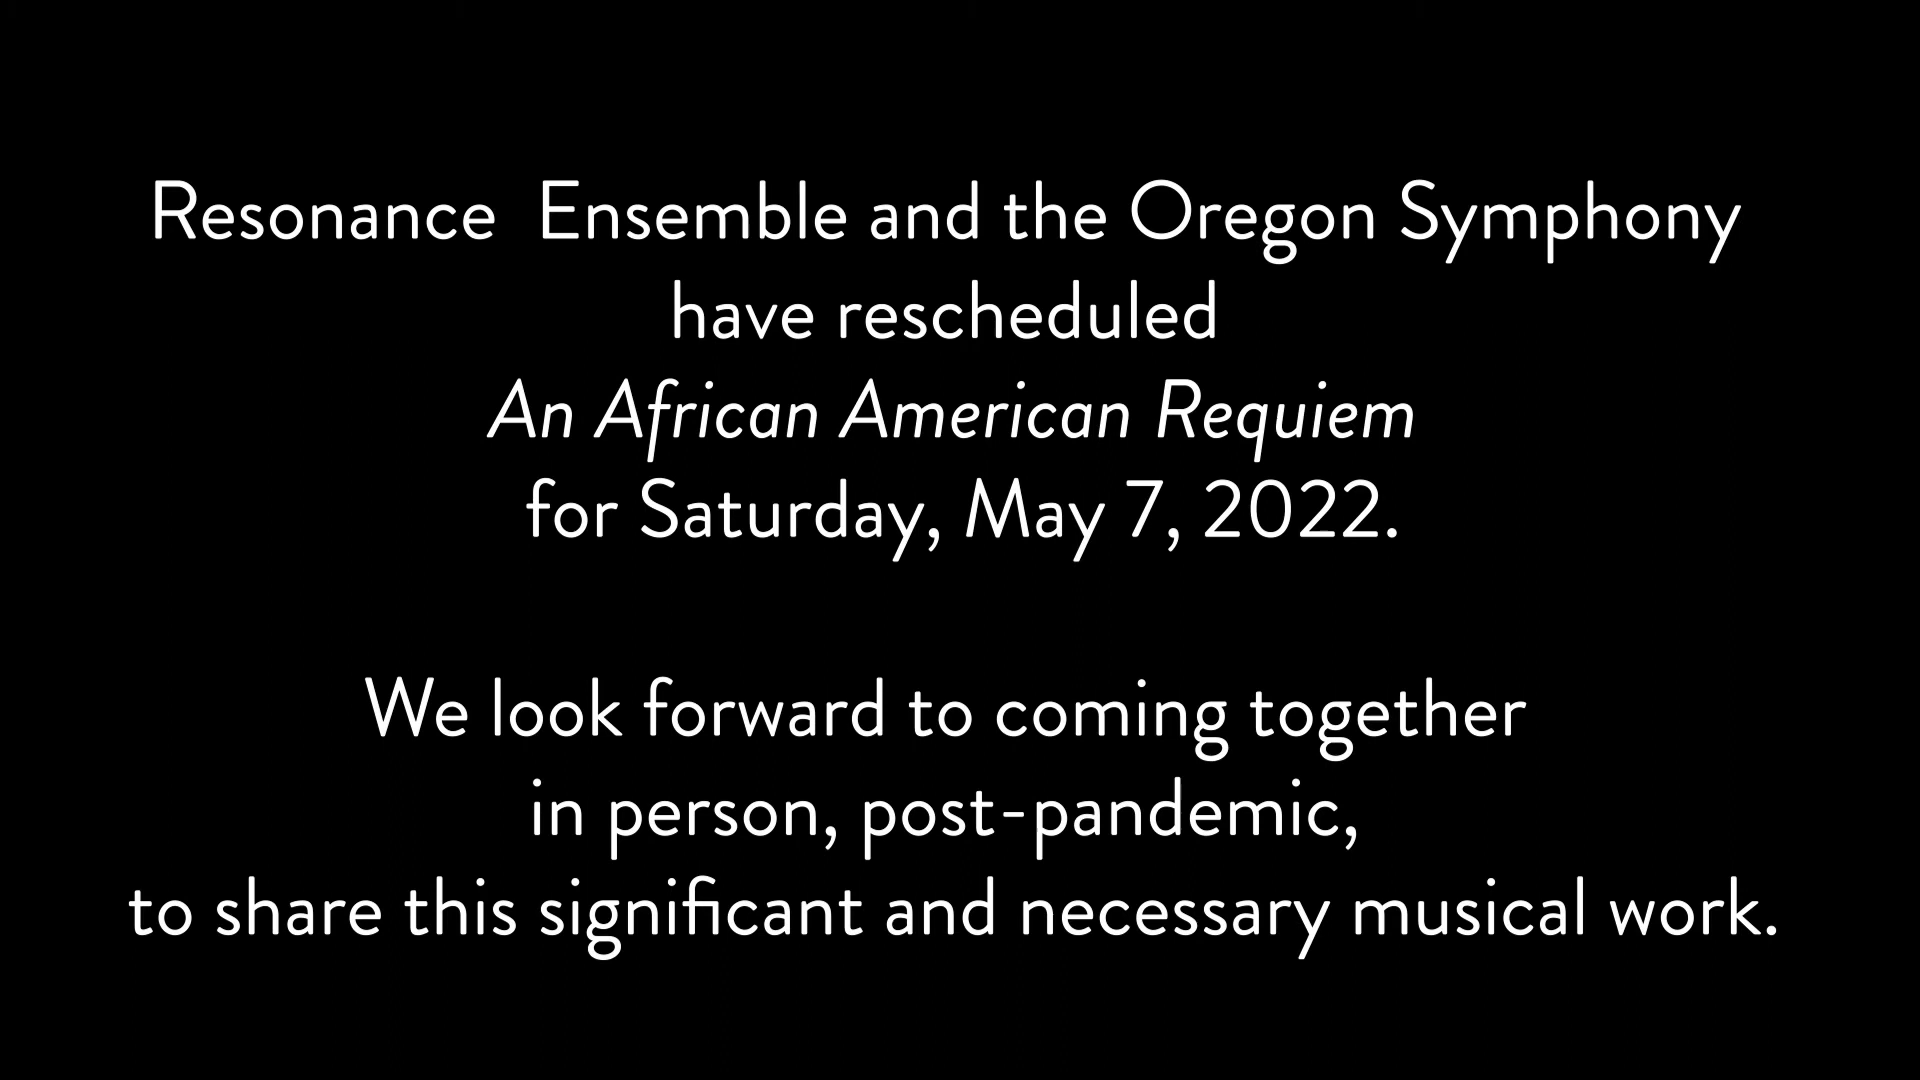 Resonance  Ensemble and the Oregon Symphony
have rescheduled
An African American Requiem
for Saturday, May 7, 2022.
We look forward to coming together
in person, post-pandemic,
to share this significant and necessary musical work.